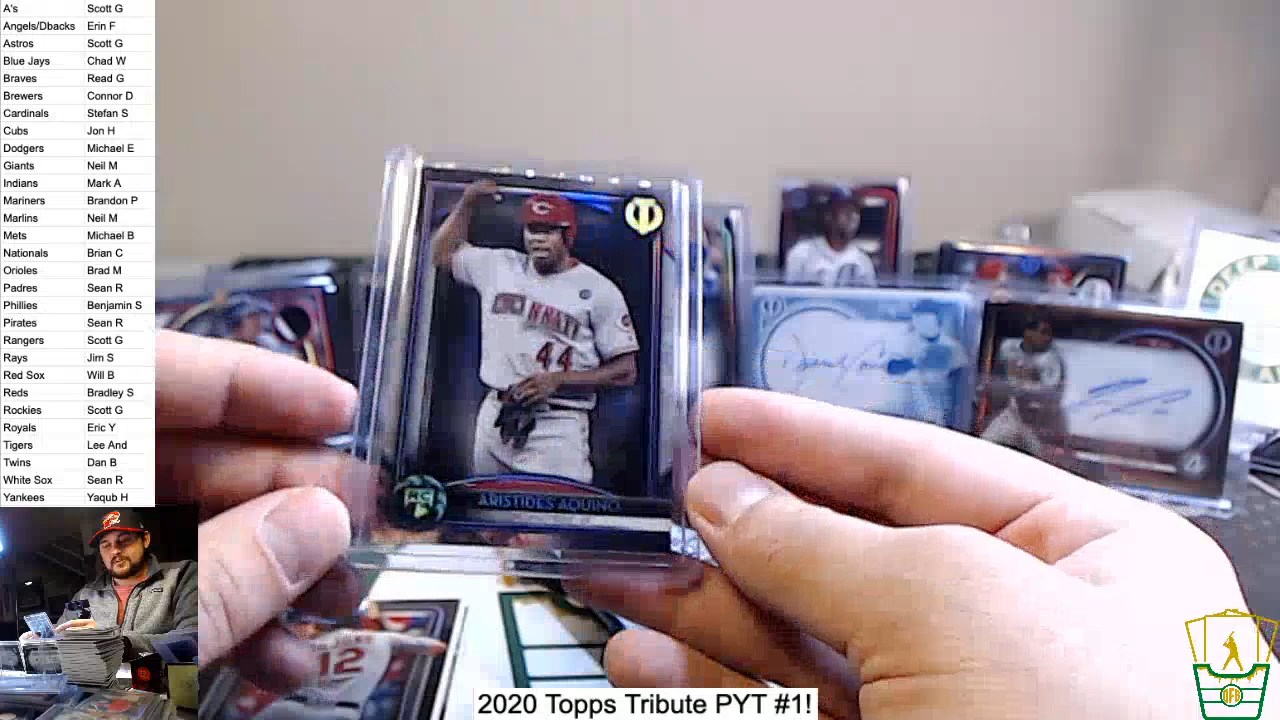 A's Scott G
Angels/Dbacks Erin F
Astros Scott G
Blue Jays Chad W
Braves Read G
Brewers Connor D
Cardinals Stefan S
Cubs Jon H
Dodgers Michael E
Giants Neil M
Indians Mark A
Mariners Brandon P
Marlins Neil M
Mets Michael B
Nationals Brian C
Orioles Brad M
Padres Sean R
Phillies Benjamin S
Pirates Sean R
Rangers Scott G
Rays Jim S
Red Sox Will B
Reds Bradley S
Rockies Scott G
Royals Eric Y
Tigers Lee And
Twins Dan B
White Sox Sean R
Yankees Yaqub H
C
CINCINNATI
44
ARISTIDES AQUINO
12
DEEP
2020 Topps Tribute PYT #1!